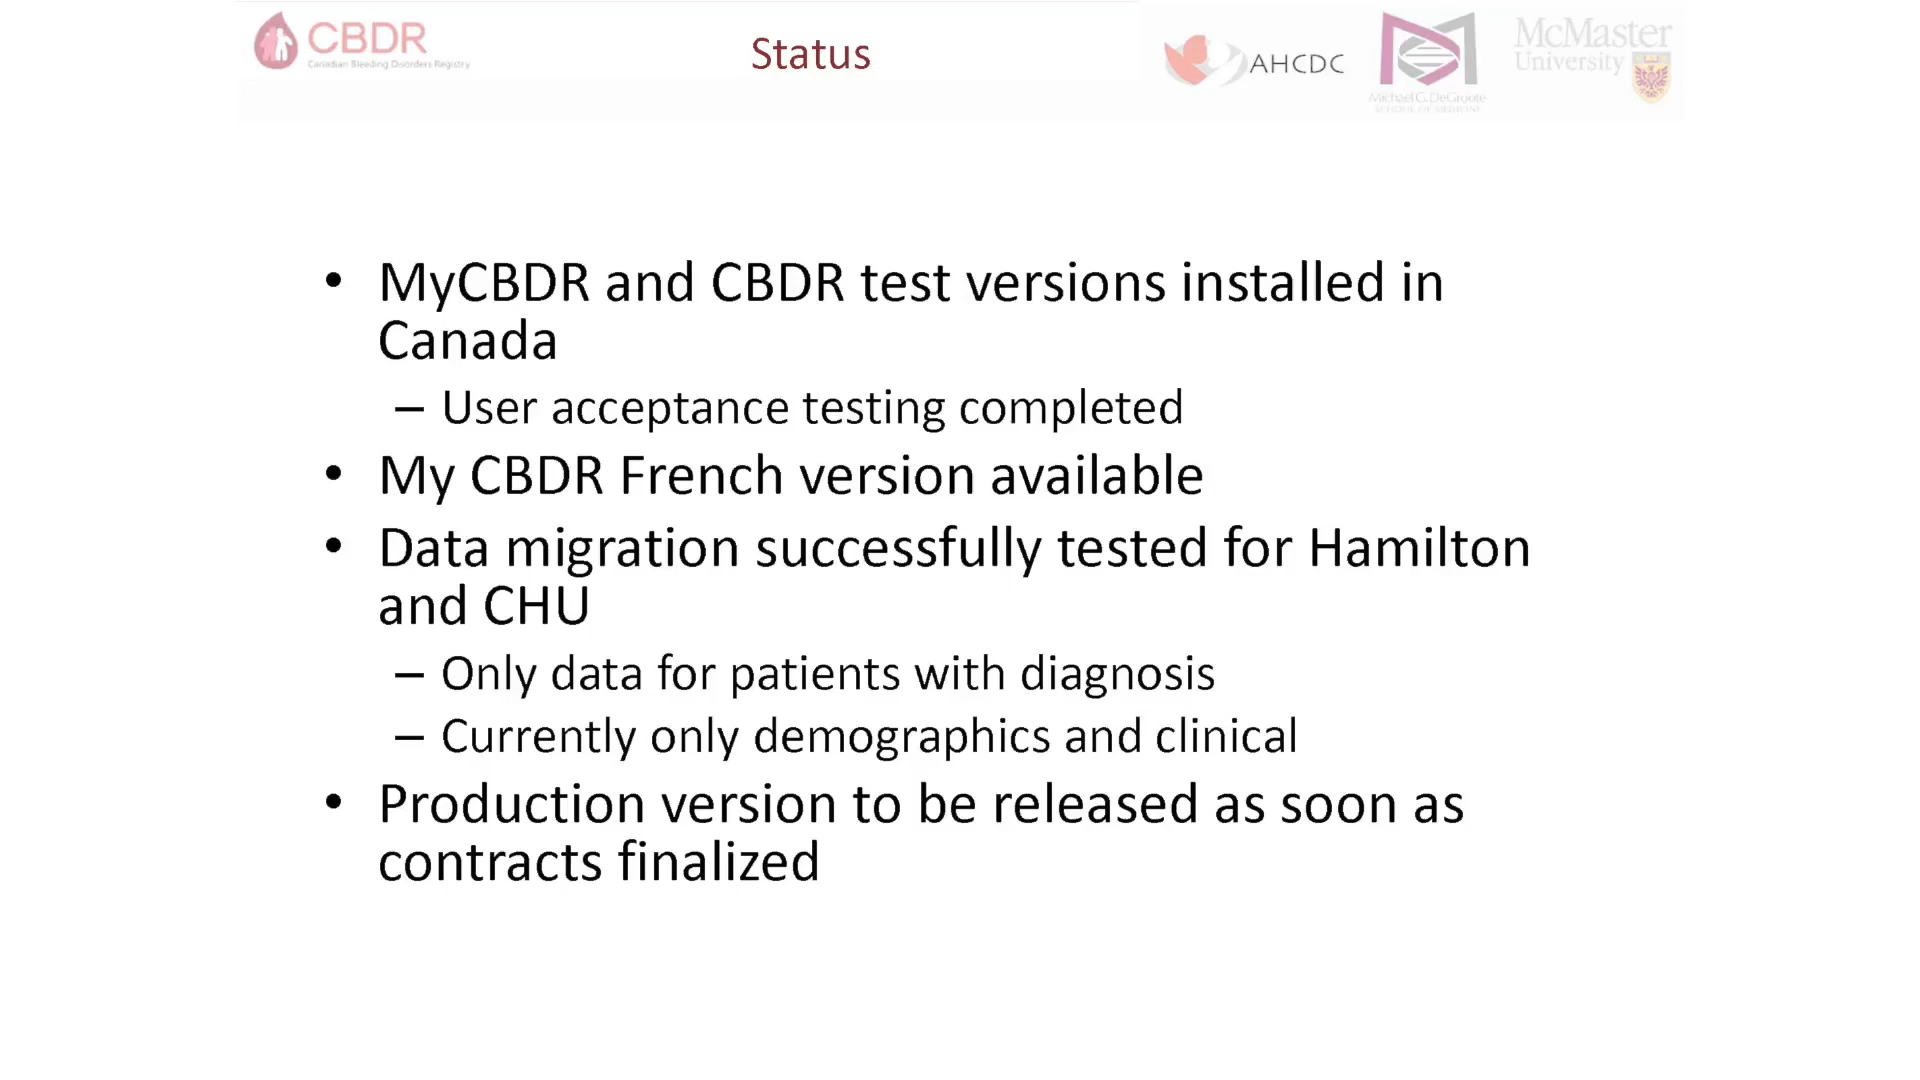 CBDR
Canadian Bleeding Disorders Registry
Status
AHCDC
Michael G. DeGroote
SCHOOL OF MEDICINE
McMaster
University
• MyCBDR and CBDR test versions installed in
Canada
– User acceptance testing completed
• My CBDR French version available
• Data migration successfully tested for Hamilton
and CHU
– Only data for patients with diagnosis
– Currently only demographics and clinical
• Production version to be released as soon as
contracts finalized